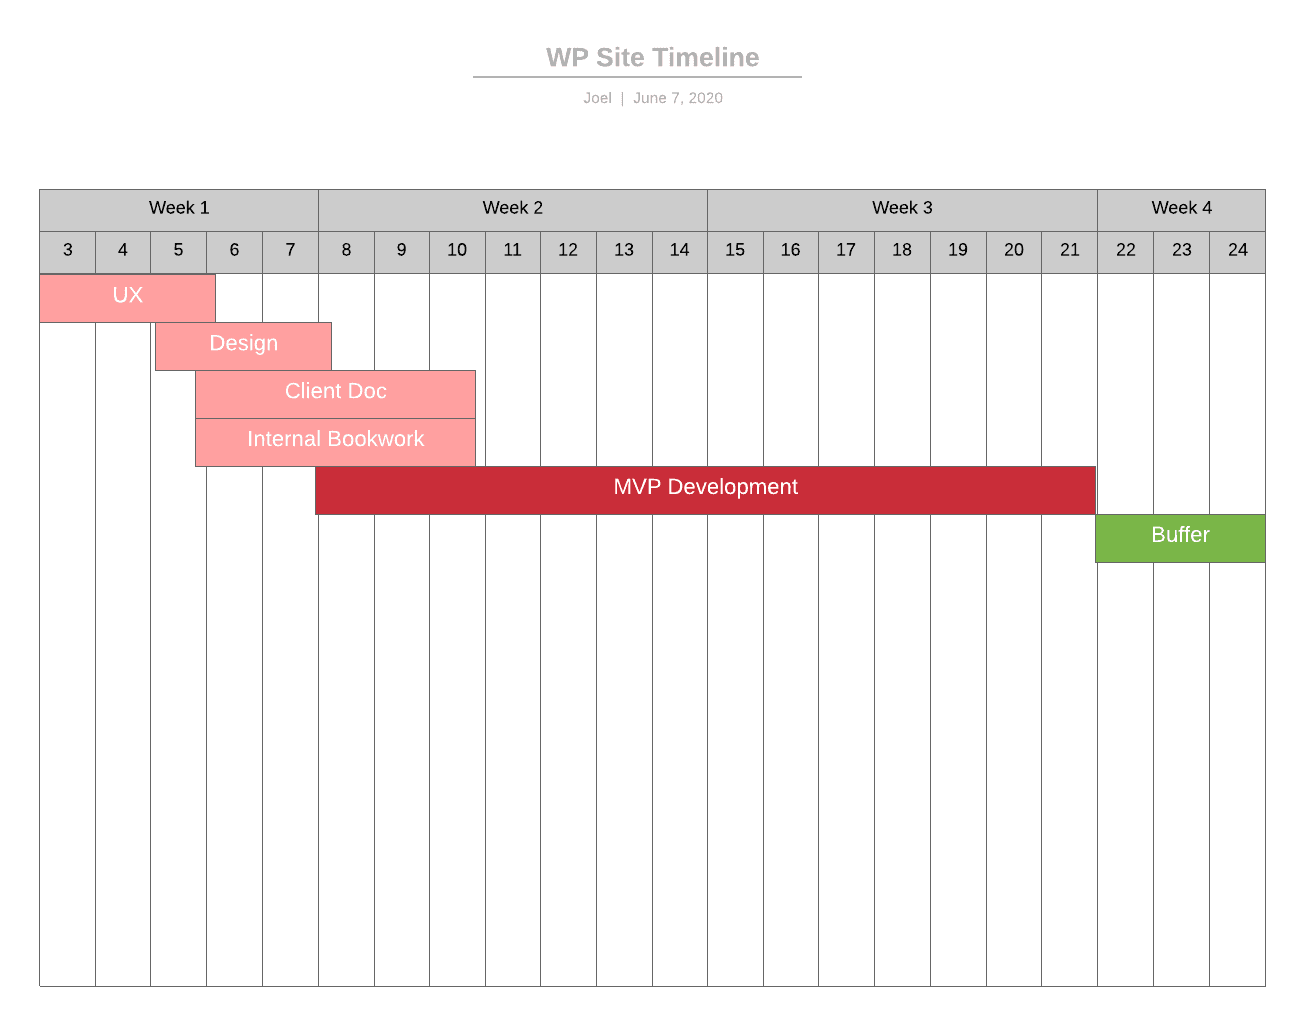 WP Site Timeline
Joel | June 7, 2020
Week 1 Week 2 Week 3 Week 4
3 4 5 6 7 8 9 10 11 12 13 14 15 16 17 18 19 20 21 22 23 24
UX
Design
Client Doc
Internal Bookwork
MVP Development
Buffer